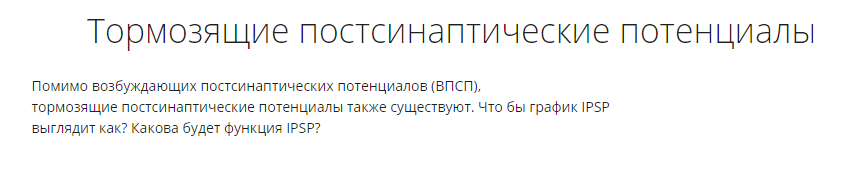 Тормозящие постсинаптические потенциалы
Помимо возбуждающих постсинаптических потенциалов (ВПСП),
тормозящие постсинаптические потенциалы также существуют. Что бы график IPSP
выглядит как? Какова будет функция IPSP?